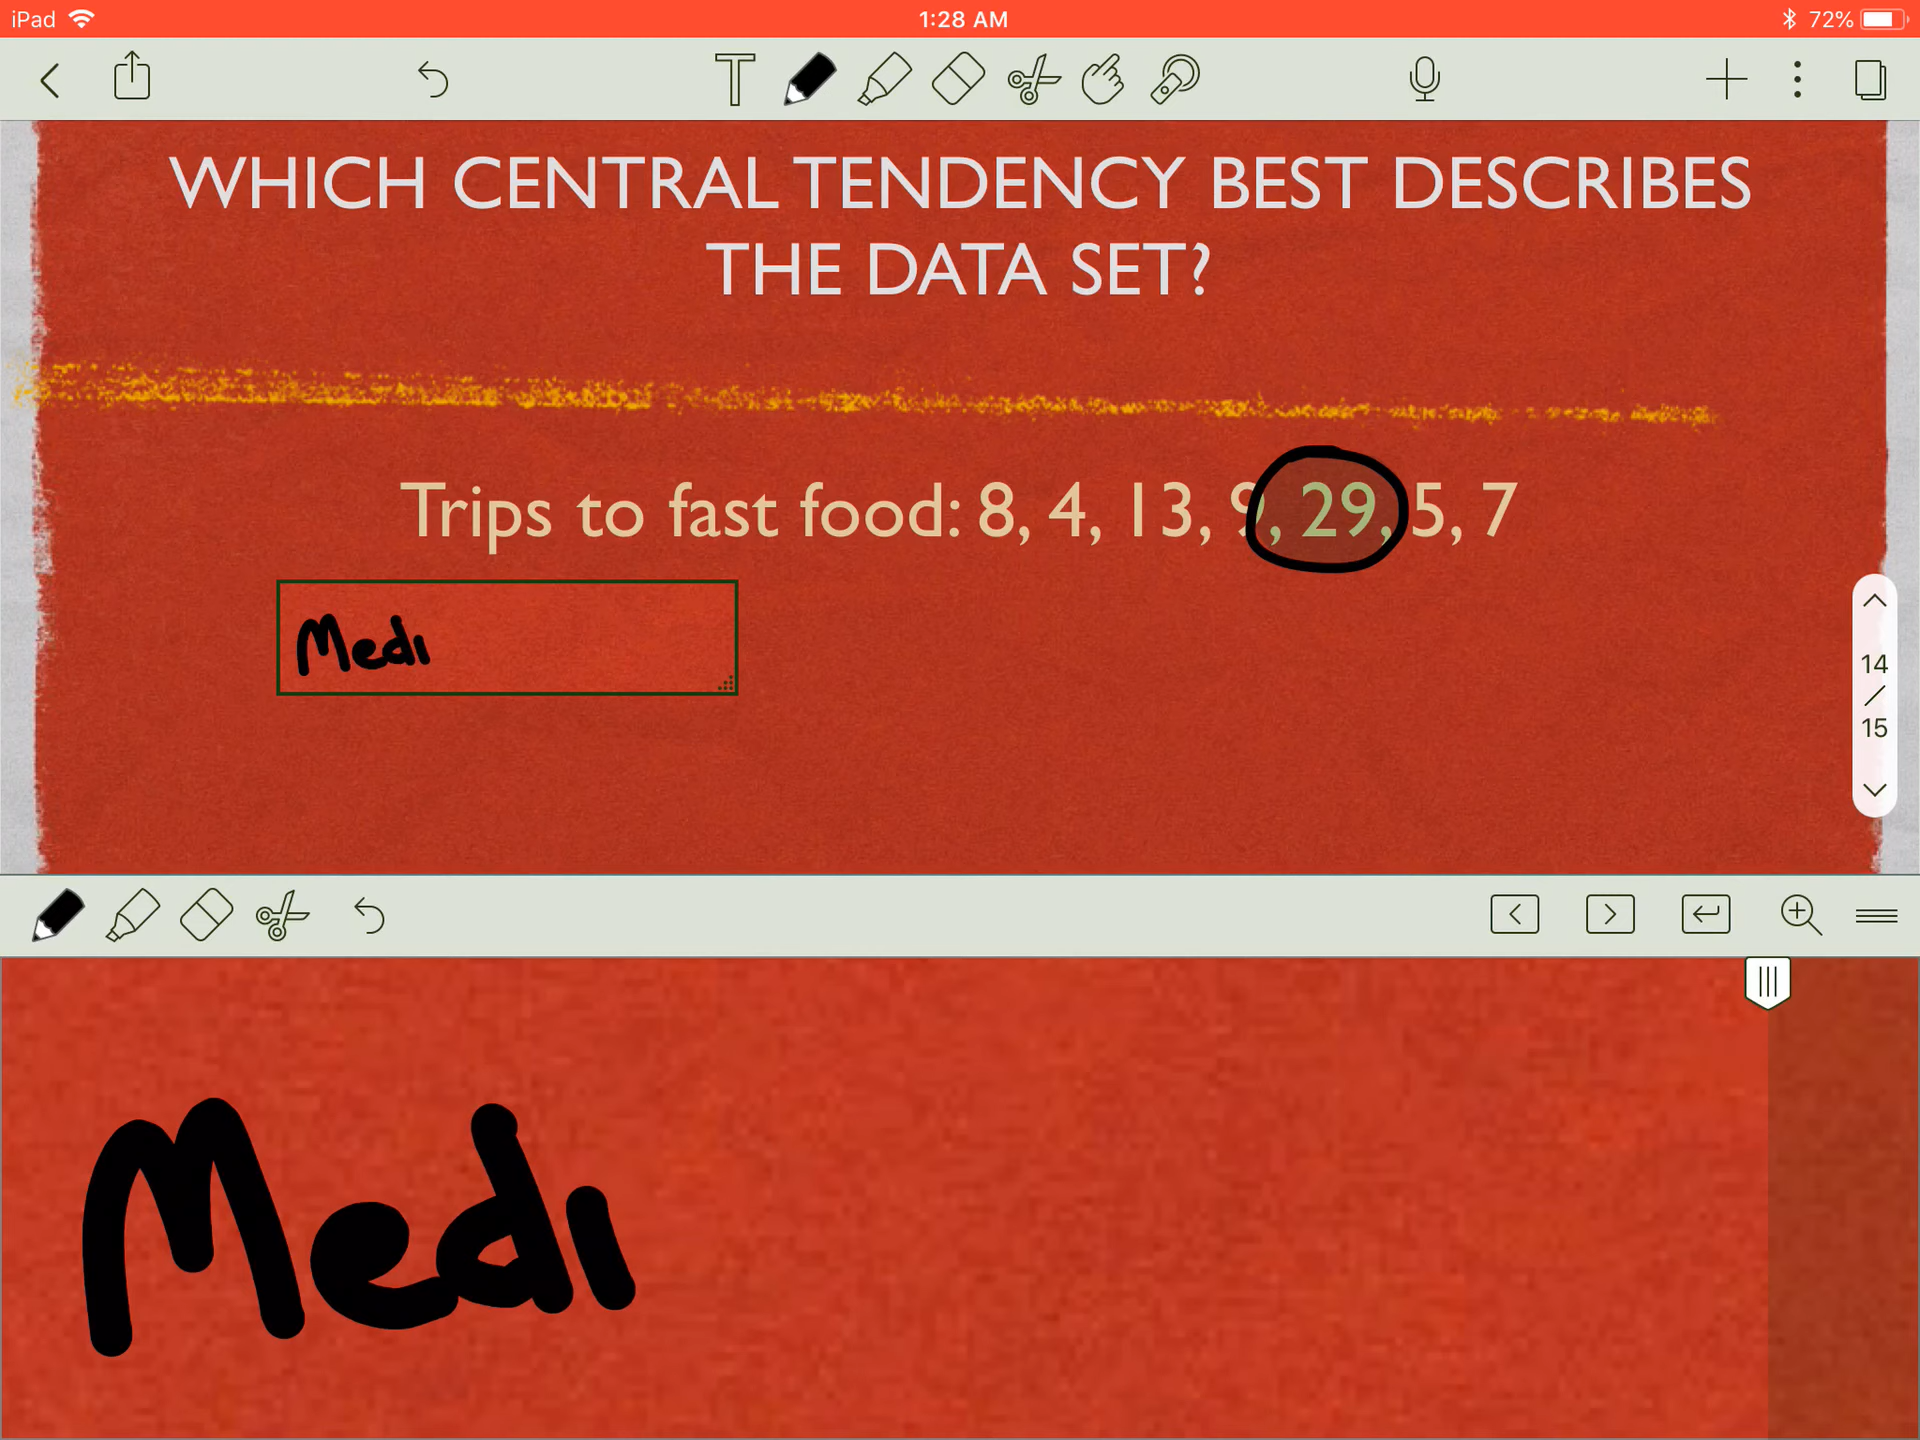 iPad 1:28 AM 72%
T
WHICH CENTRAL TENDENCY BEST DESCRIBES
THE DATA SET?
Trips to fast food: 8, 4, 13, 9, 29, 5, 7
Medi
14
/
15
Medi